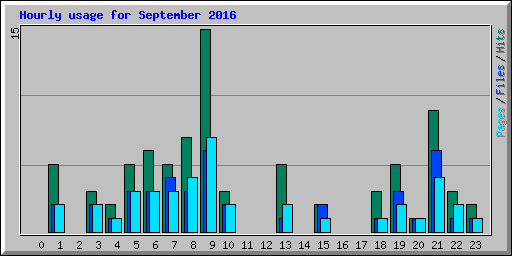 Hourly usage for September 2016
15
Pages/Files/Hits
0 1 2 3 4 5 6 7 8 9 10 11 12 13 14 15 16 17 18 19 20 21 22 23